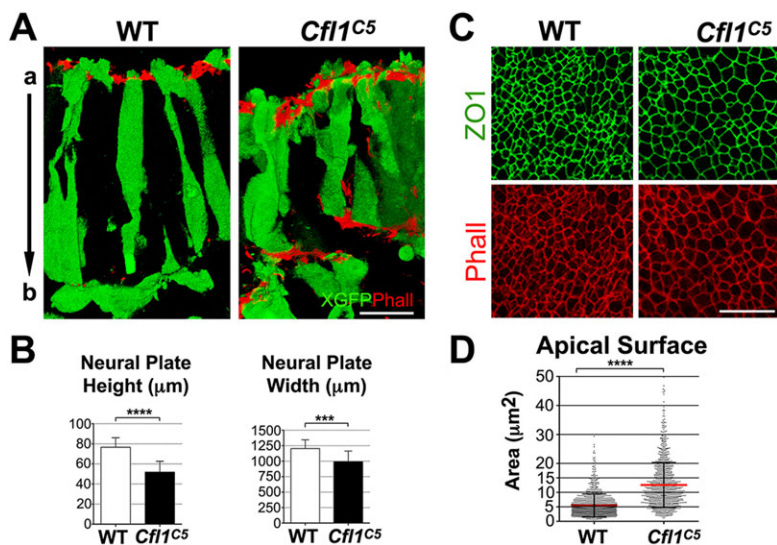 A
WT
Cfl1C5
a
b
XGFPPhall
B
Neural Plate
Height (μm)
****
80
60
40
20
0
WT
Cfl1C5
Neural Plate
Width (μm)
***
1500
1250
1000
750
500
250
0
WT
Cfl1C5
C
WT
Cfl1C5
ZO1
Phall
D
Apical Surface
****
Area (μm2)
50
40
30
20
15
10
5
0
WT
Cfl1C5